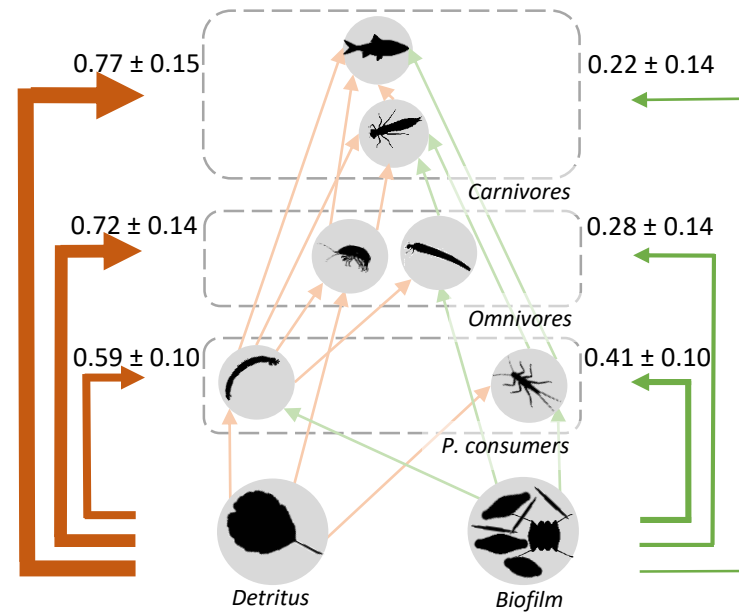 0.77 ± 0.15
0.22 ± 0.14
Carnivores
0.72 ± 0.14
0.28 ± 0.14
Omnivores
0.59 ± 0.10
0.41 ± 0.10
P. consumers
Detritus
Biofilm